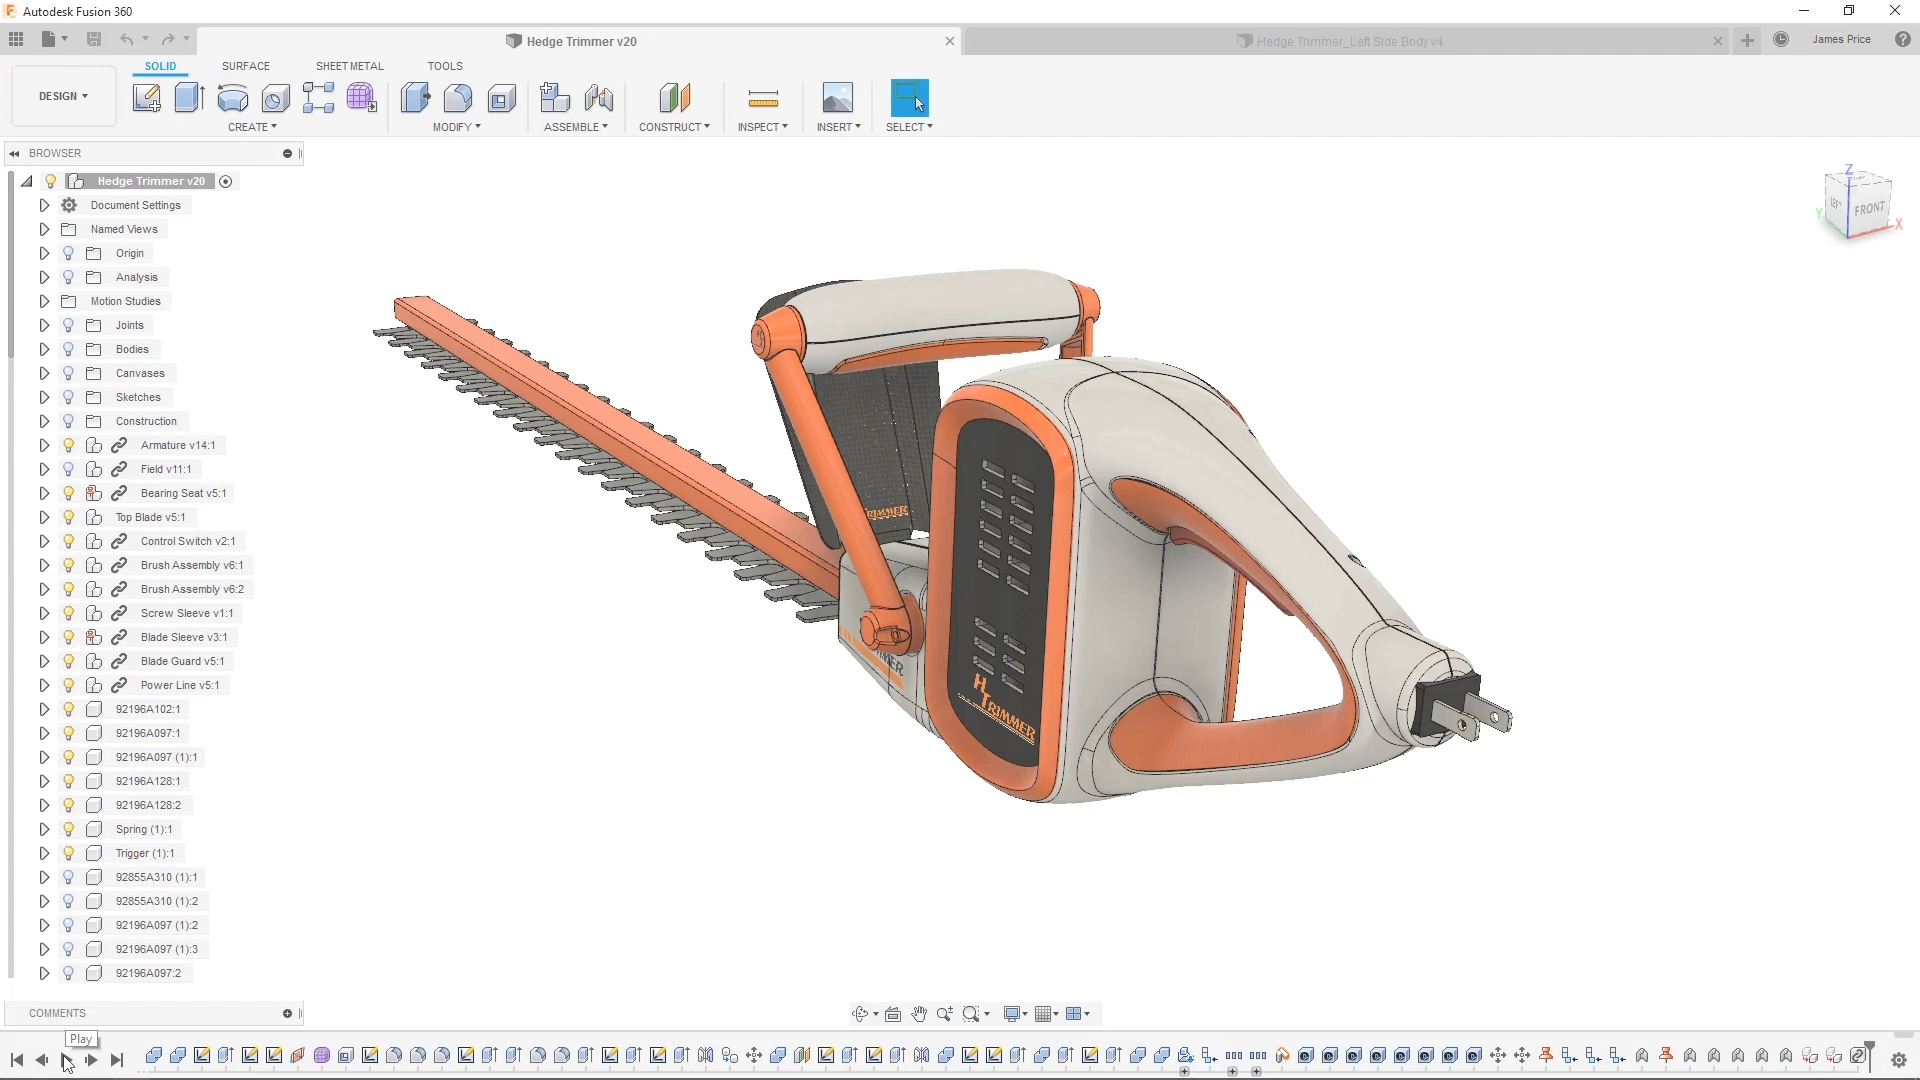 Autodesk Fusion 360
Hedge Trimmer v20
Hedge Trimmer_Left Side Body v4
James Price
SOLID
SURFACE
SHEET METAL
TOOLS
DESIGN
CREATE
MODIFY
ASSEMBLE
CONSTRUCT
INSPECT
INSERT
SELECT
BROWSER
Hedge Trimmer v20
Document Settings
Named Views
Origin
Analysis
Motion Studies
Joints
Bodies
Canvases
Sketches
Construction
Armature v14:1
Field v11:1
Bearing Seat v5:1
Top Blade v5:1
Control Switch v2:1
Brush Assembly v6:1
Brush Assembly v6:2
Screw Sleeve v1:1
Blade Sleeve v3:1
Blade Guard v5:1
Power Line v5:1
92196A102:1
92196A097:1
92196A097 (1):1
92196A128:1
92196A128:2
Spring (1):1
Trigger (1):1
92855A310 (1):1
92855A310 (1):2
92196A097 (1):2
92196A097 (1):3
92196A097:2
Z
LEFT
FRONT
Y
X
RIMMER
MER
H TRIMMER
COMMENTS
Play